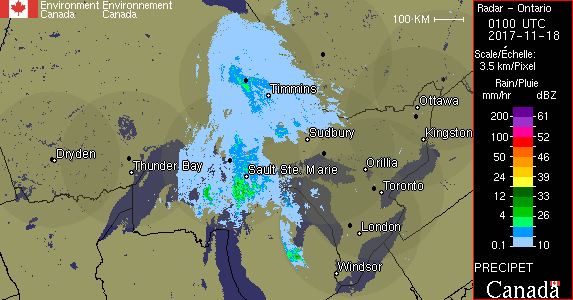 Environment Environnement
Canada Canada
100 KM
Timmins
Ottawa
Sudbury
Kingston
Dryden
Thunder Bay
Sault Ste. Marie
Orillia
Toronto
London
Windsor
Radar - Ontario
0100 UTC
2017-11-18
Scale/Échelle:
3.5 km/Pixel
Rain/Pluie
mm/hr dBZ
200 61
100 52
50 46
24 39
12 33
4 26
0.1 10
PRECIPET
Canada